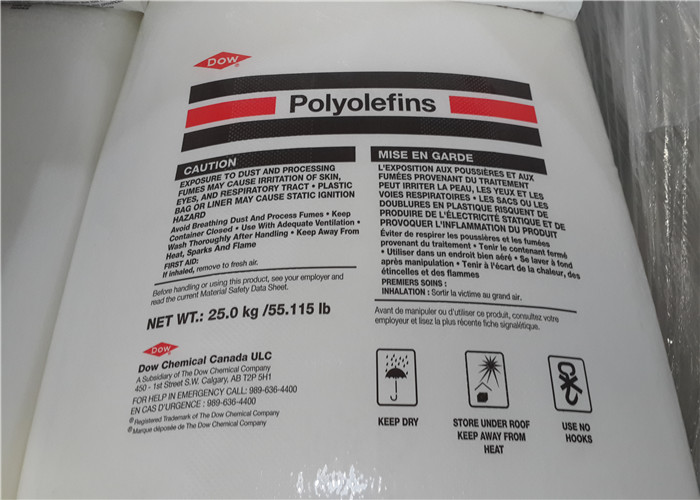 DOW
Polyolefins
CAUTION
EXPOSURE TO DUST AND PROCESSING
FUMES MAY CAUSE IRRITATION OF SKIN,
EYES, AND RESPIRATORY TRACT • PLASTIC
BAG OR LINER MAY CAUSE STATIC IGNITION
HAZARD
Avoid Breathing Dust And Process Fumes • Keep
Container Closed • Use With Adequate Ventilation •
Wash Thoroughly After Handling • Keep Away From
Heat, Sparks And Flame
FIRST AID:
If inhaled, remove to fresh air.
Before handling or using this product, see your employer and
read the current Material Safety Data Sheet.
NET WT.: 25.0 kg /55.115 lb
MISE EN GARDE
L'EXPOSITION AUX POUSSIÈRES ET AUX
FUMÉES PROVENANT DU TRAITEMENT
PEUT IRRITER LA PEAU, LES YEUX ET LES
VOIES RESPIRATOIRES • LES SACS OU LES
DOUBLURES EN PLASTIQUE RISQUENT DE
PRODUIRE DE L'ÉLECTRICITÉ STATIQUE ET DE
PROVOQUER L'INFLAMMATION DU PRODUIT
Éviter de respirer les poussières et les fumées
provenant du traitement • Tenir le contenant fermé
• Utiliser dans un endroit bien aéré • Se laver à fond
après manipulation • Tenir à l'écart de la chaleur, des
étincelles et des flammes
PREMIERS SOINS :
INHALATION : Sortir la victime au grand air.
Avant de manipuler ou d'utiliser ce produit, consultez votre
employeur et lisez la plus récente fiche signalétique.
DOW
Dow Chemical Canada ULC
A Subsidiary of The Dow Chemical Company
450 - 1st Street S.W. Calgary, AB T2P 5H1
FOR HELP IN EMERGENCY CALL: 989-636-4400
EN CAS D'URGENCE : 989-636-4400
® Registered Trademark of The Dow Chemical Company
® Marque déposée de The Dow Chemical Company
KEEP DRY
STORE UNDER ROOF
KEEP AWAY FROM
HEAT
USE NO
HOOKS